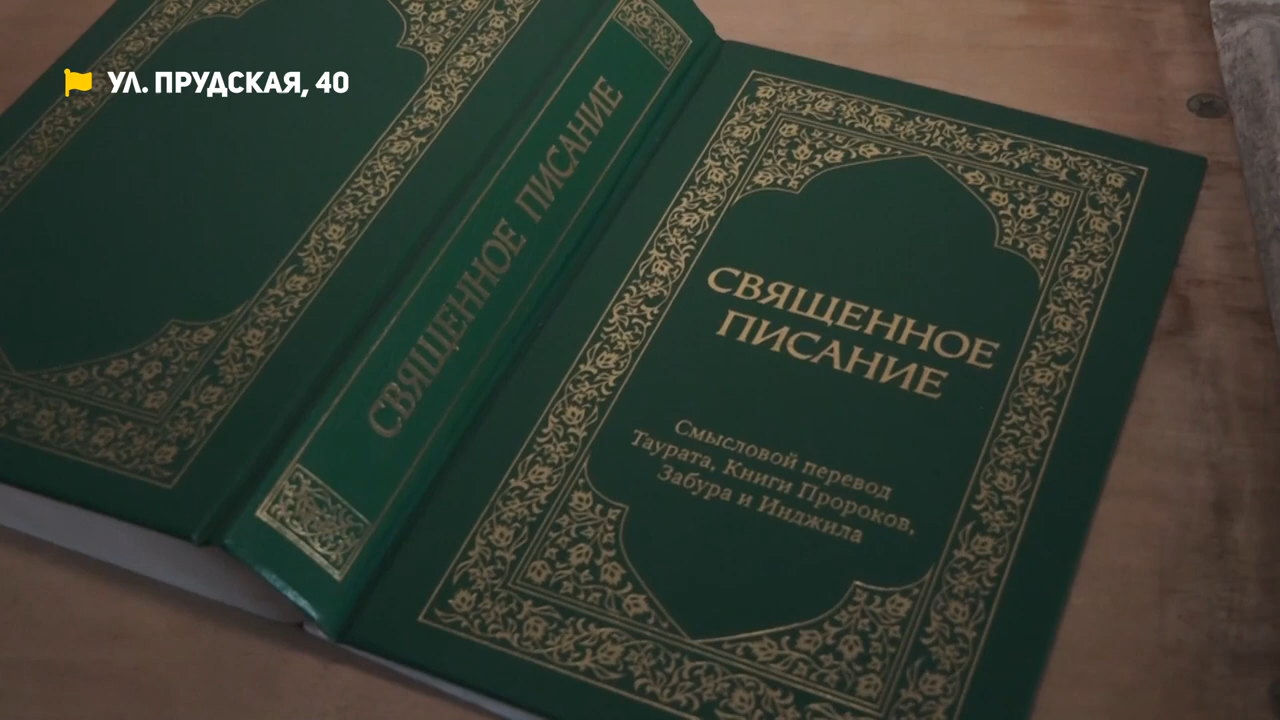 УЛ. ПРУДСКАЯ, 40
СВЯЩЕННОЕ ПИСАНИЕ
СВЯЩЕННОЕ
ПИСАНИЕ
Смысловой перевод
Таурата, Книги Пророков,
Забура и Инджила